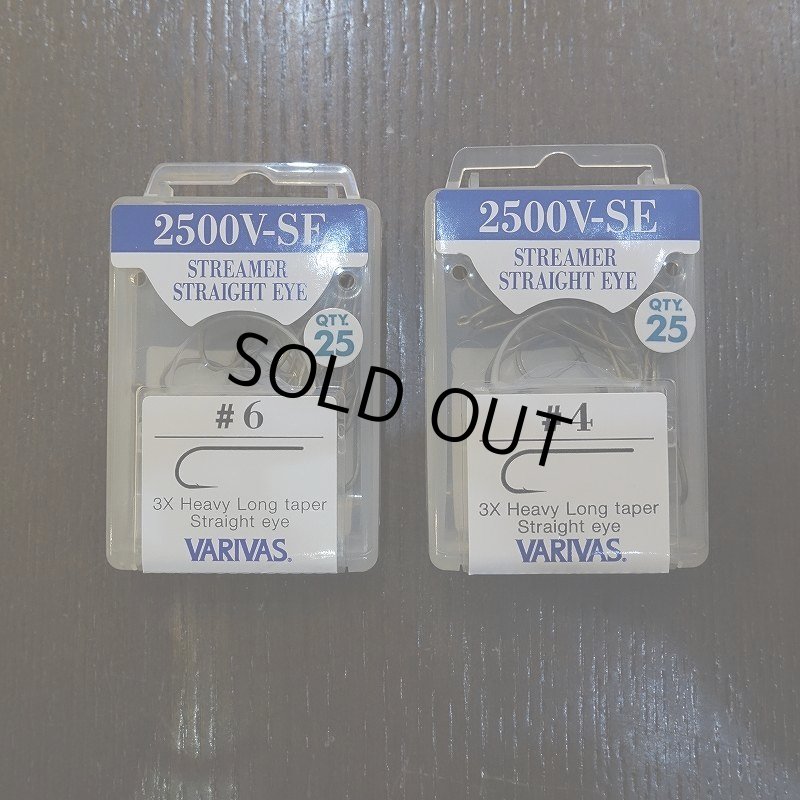 2500V-SE
STREAMER
STRAIGHT EYE
QTY.
25
#6
3X Heavy Long taper
Straight eye
VARIVAS®
2500V-SE
STREAMER
STRAIGHT EYE
QTY.
25
#4
3X Heavy Long taper
Straight eye
VARIVAS®
SOLD OUT